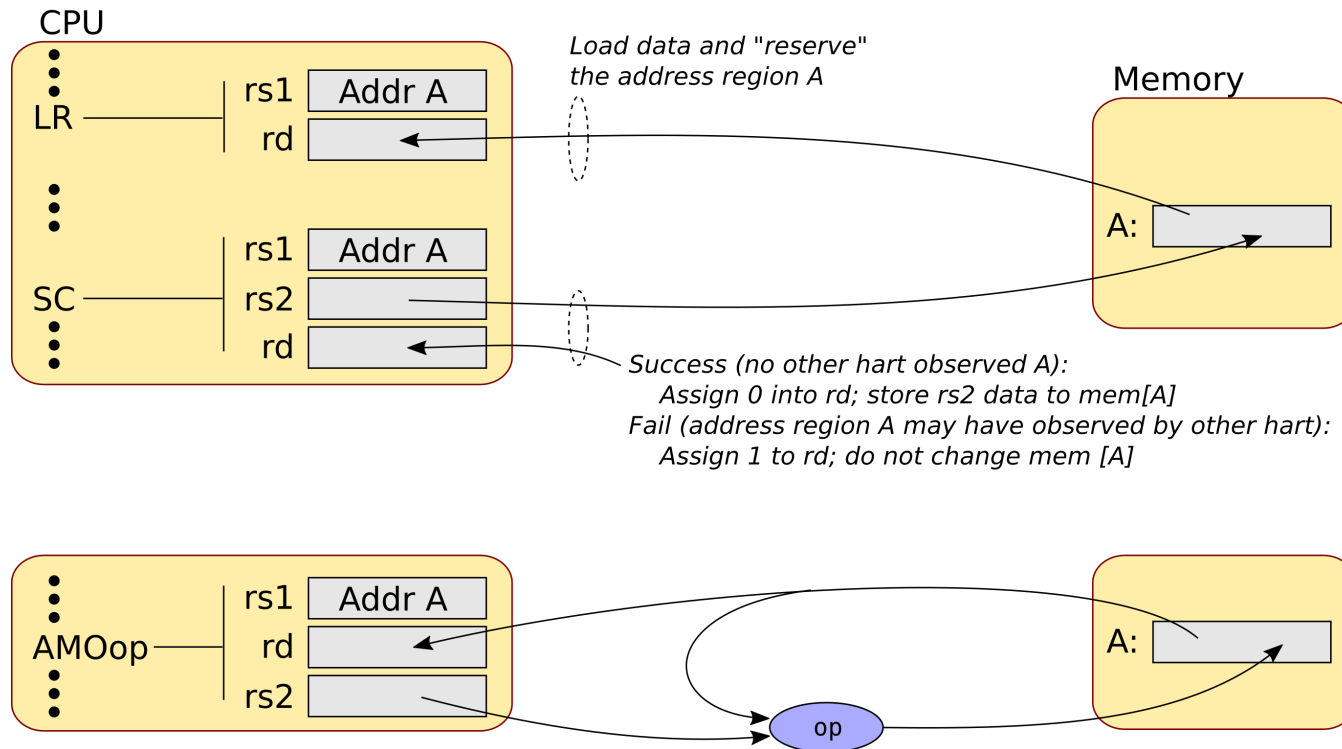 CPU
Load data and "reserve"
the address region A
Memory
LR
rs1
Addr A
rd
A:
SC
rs1
Addr A
rs2
rd
Success (no other hart observed A):
Assign 0 into rd; store rs2 data to mem[A]
Fail (address region A may have observed by other hart):
Assign 1 to rd; do not change mem [A]
AMOop
rs1
Addr A
rd
rs2
A:
op